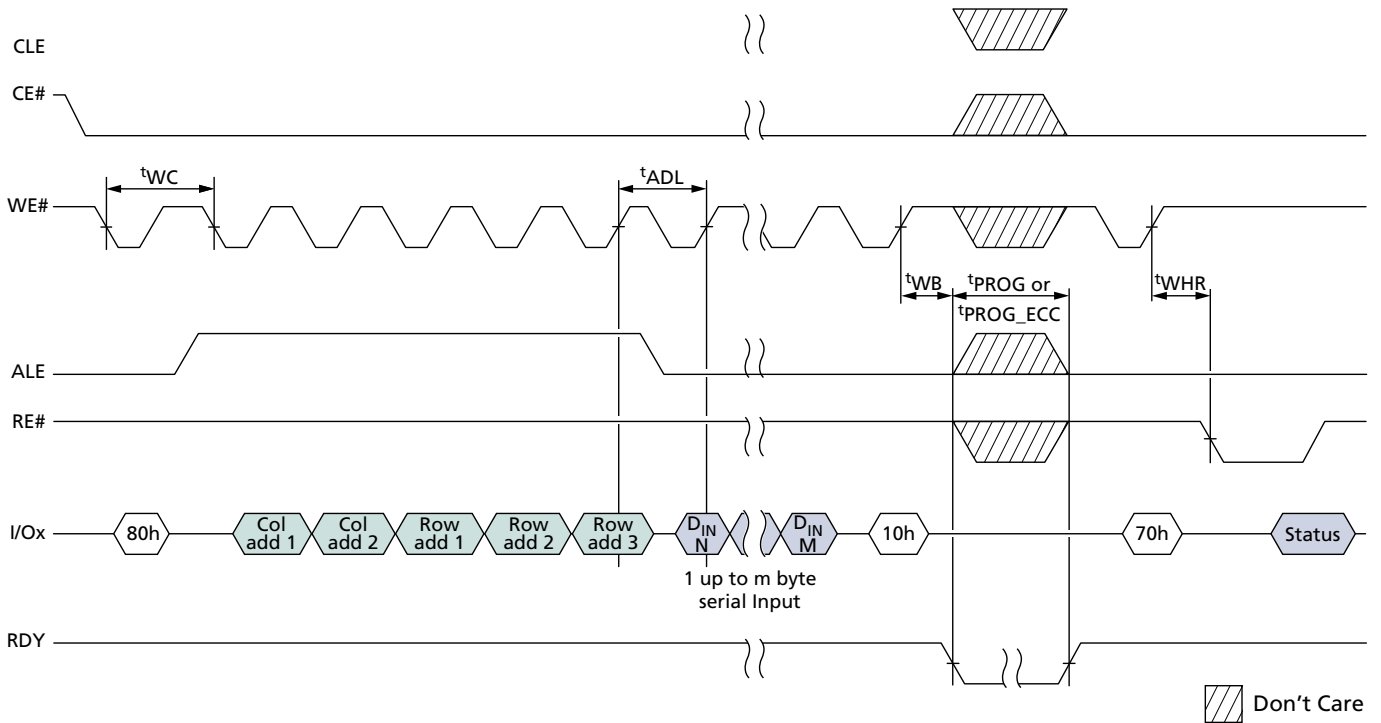 CLE
CE#
tWC
tADL
WE#
tWB
tPROG or
tPROG_ECC
tWHR
ALE
RE#
I/Ox
80h
Col
add 1
Col
add 2
Row
add 1
Row
add 2
Row
add 3
DIN
N
DIN
M
10h
70h
Status
1 up to m byte
serial Input
RDY
Don't Care